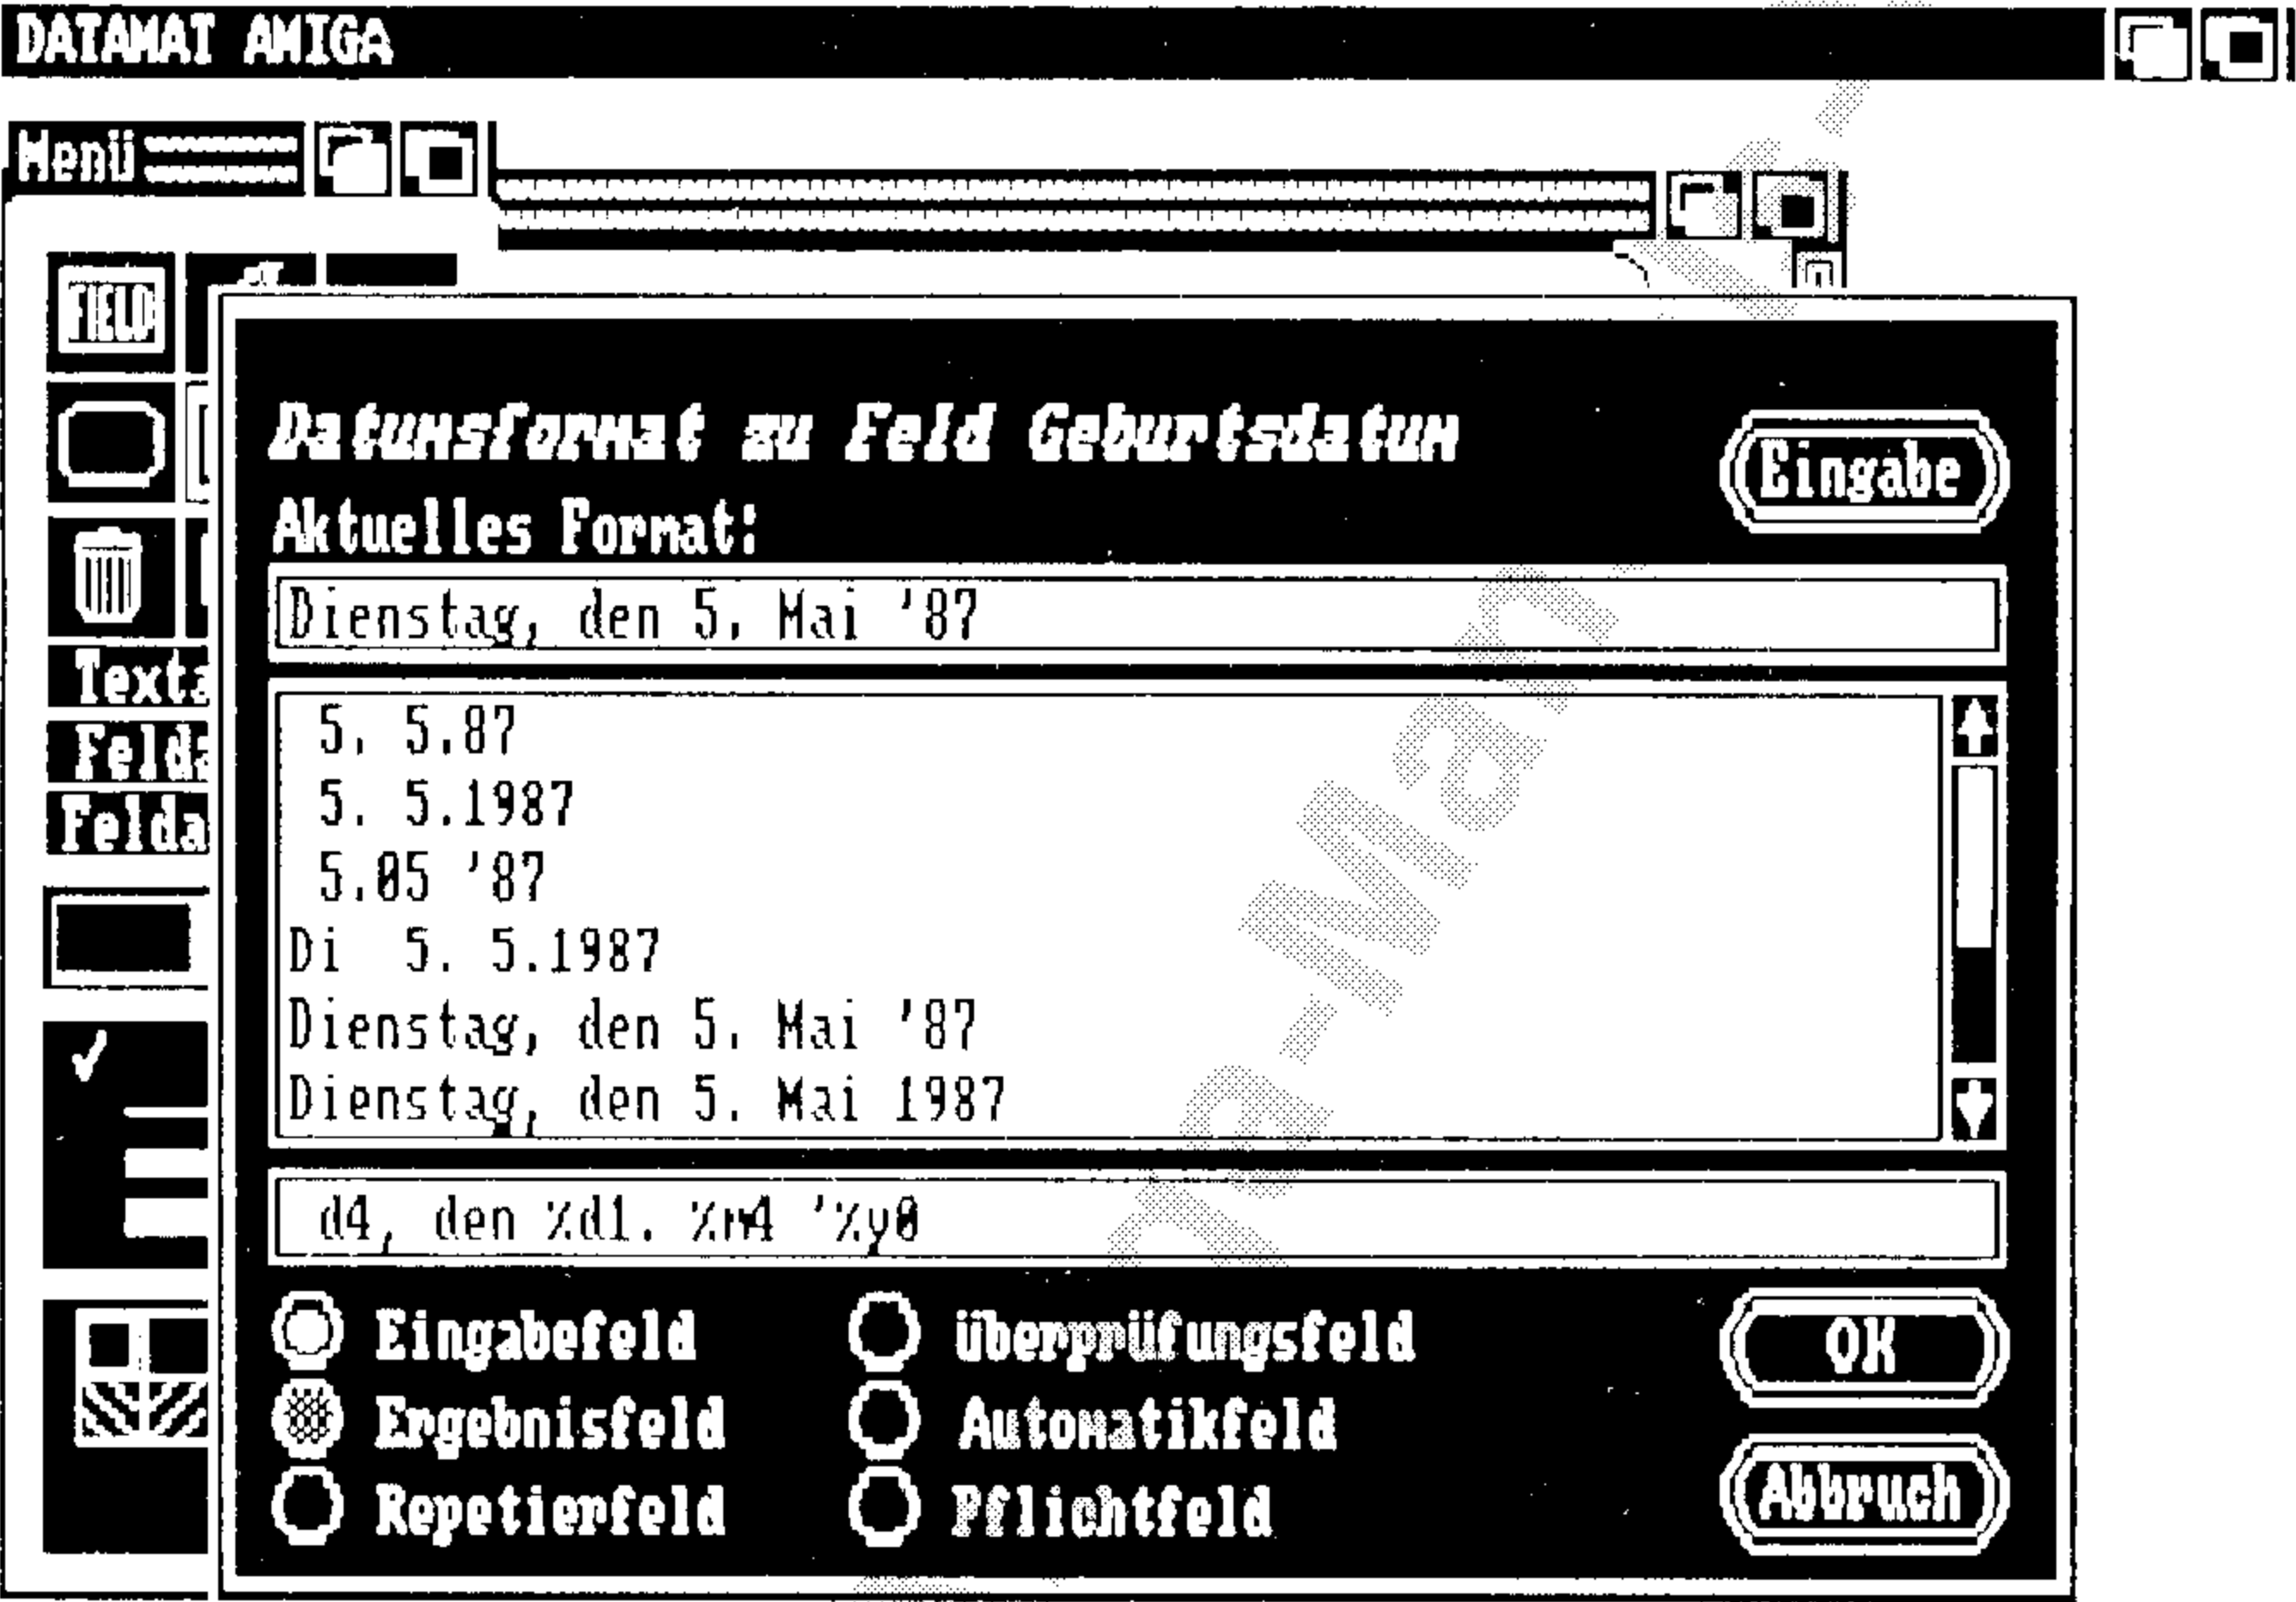 DATAMAT AMIGA
Menü
FIELD
Datumsformat zu Feld Geburtsdatum
Eingabe
Aktuelles Format:
Dienstag, den 5. Mai '87
Texta
Felda
Felda
5. 5.87
5. 5.1987
5.05 '87
Di 5. 5.1987
Dienstag, den 5. Mai '87
Dienstag, den 5. Mai 1987
d4, den %d1. %m4 '%y0
Eingabefeld
überprüfungsfeld
OK
Ergebnisfeld
Automatikfeld
Repetierfeld
Pflichtfeld
Abbruch